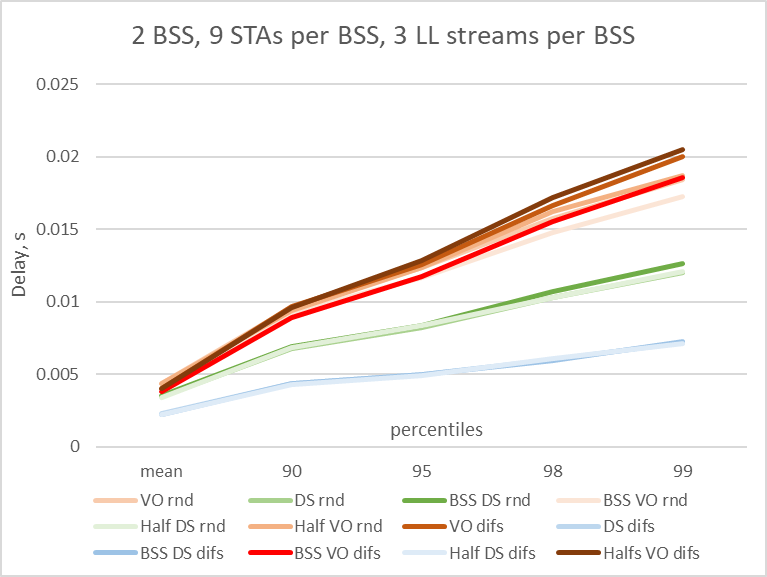 2 BSS, 9 STAs per BSS, 3 LL streams per BSS
0.025
0.02
0.015
0.01
0.005
0
Delay, s
percentiles
mean 90 95 98 99
VO rnd DS rnd BSS DS rnd BSS VO rnd
Half DS rnd Half VO rnd VO difs DS difs
BSS DS difs BSS VO difs Half DS difs Halfs VO difs